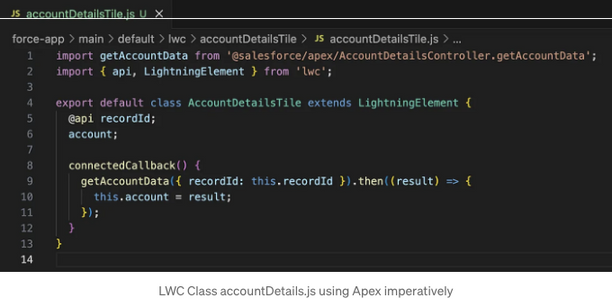 JS accountDetailsTile.js U ×
force-app > main > default > lwc > accountDetailsTile > JS accountDetailsTile.js > ...
1 import getAccountData from '@salesforce/apex/AccountDetailsController.getAccountData';
2 import { api, LightningElement } from 'lwc';
3
4 export default class AccountDetailsTile extends LightningElement {
5 @api recordId;
6 account;
7
8 connectedCallback() {
9 getAccountData({ recordId: this.recordId }).then((result) => {
10 this.account = result;
11 });
12 }
13 }
14
LWC Class accountDetails.js using Apex imperatively